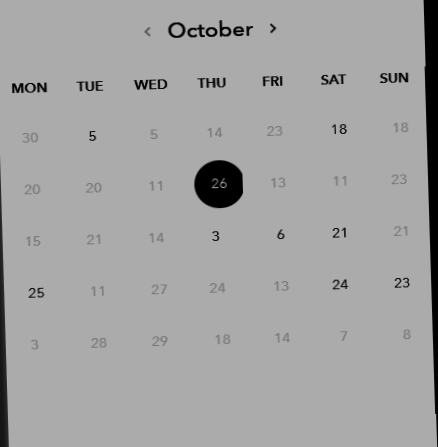 ‹ October ›
MON TUE WED THU FRI SAT SUN
30 5 5 14 23 18 18
20 20 11 26 13 11 23
15 21 14 3 6 21 21
25 11 27 24 13 24 23
3 28 29 18 14 7 8